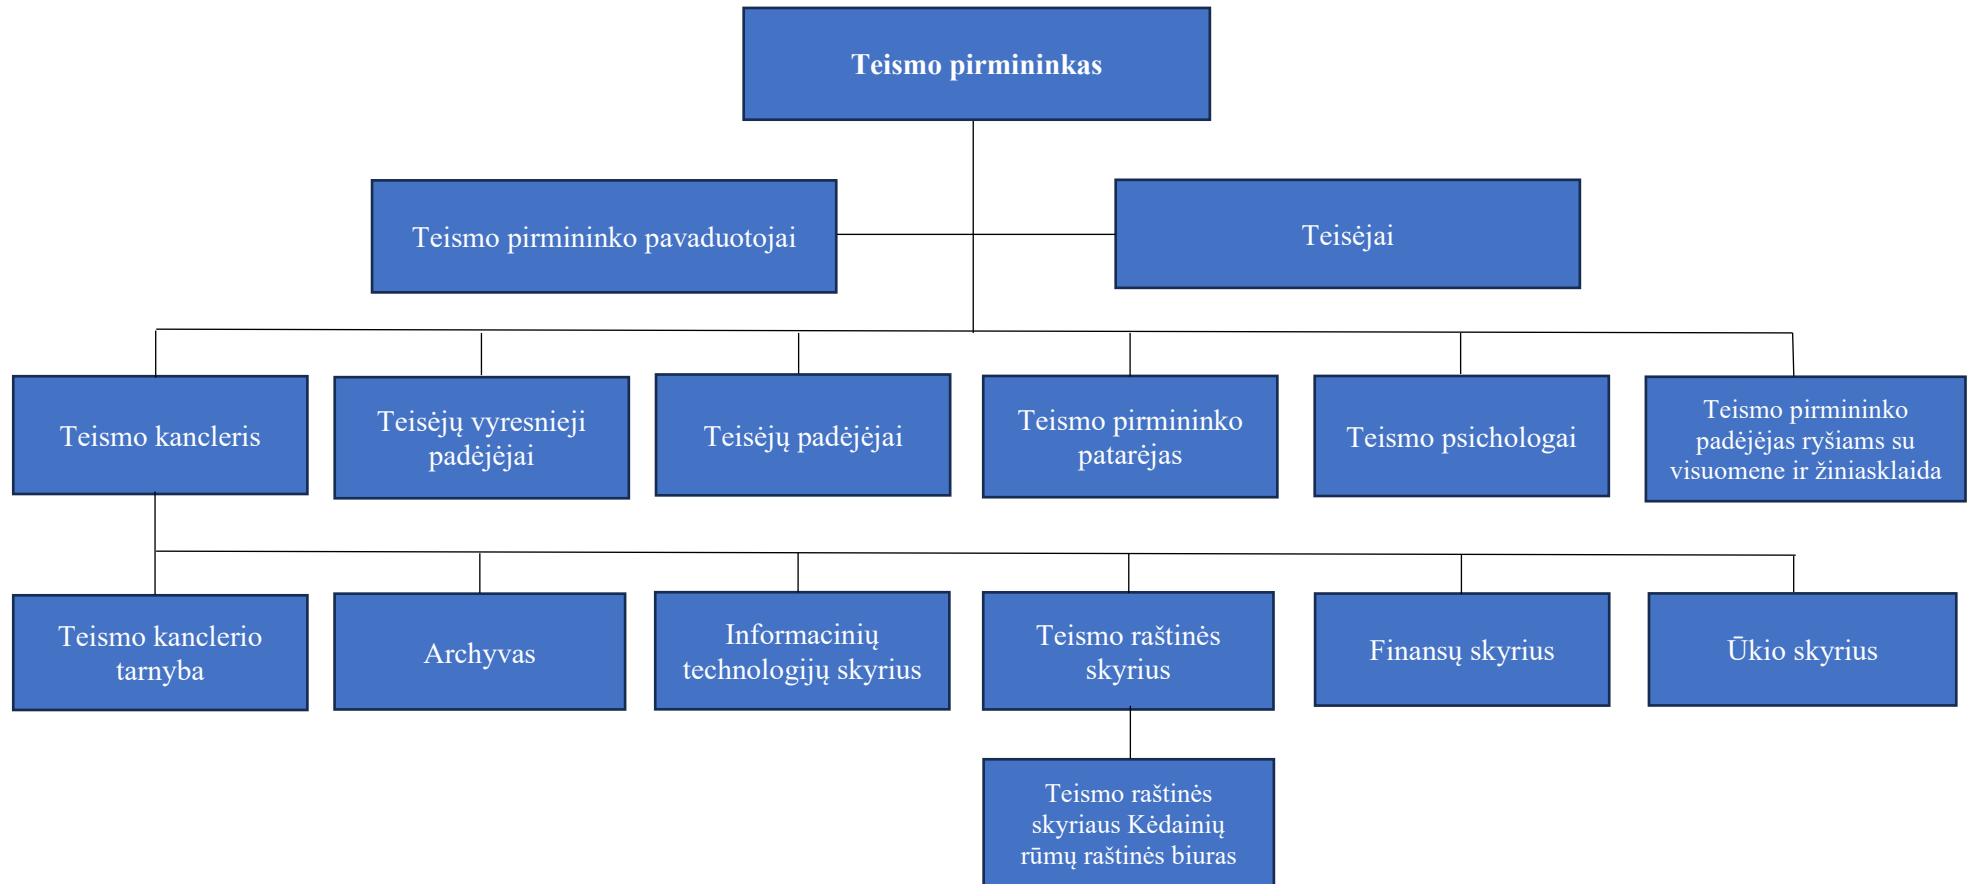 Teismo pirmininkas
Teismo pirmininko pavaduotojai
Teisėjai
Teismo kancleris
Teisėjų vyresnieji
padėjėjai
Teisėjų padėjėjai
Teismo pirmininko
patarėjas
Teismo psichologai
Teismo pirmininko
padėjėjas ryšiams su
visuomene ir žiniasklaida
Teismo kanclerio
tarnyba
Archyvas
Informacinių
technologijų skyrius
Teismo raštinės
skyrius
Finansų skyrius
Ūkio skyrius
Teismo raštinės
skyriaus Kėdainių
rūmų raštinės biuras